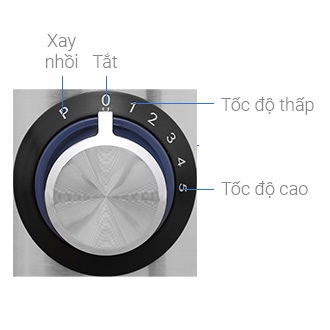 Xay
nhồi
Tắt
P 0 1 2 3 4 5
Tốc độ thấp
Tốc độ cao